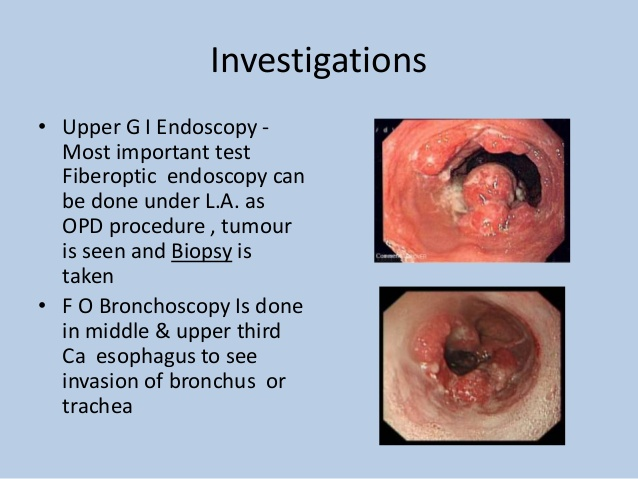 Investigations
• Upper G I Endoscopy -
Most important test
Fiberoptic endoscopy can
be done under L.A. as
OPD procedure , tumour
is seen and Biopsy is
taken
• F O Bronchoscopy Is done
in middle & upper third
Ca esophagus to see
invasion of bronchus or
trachea